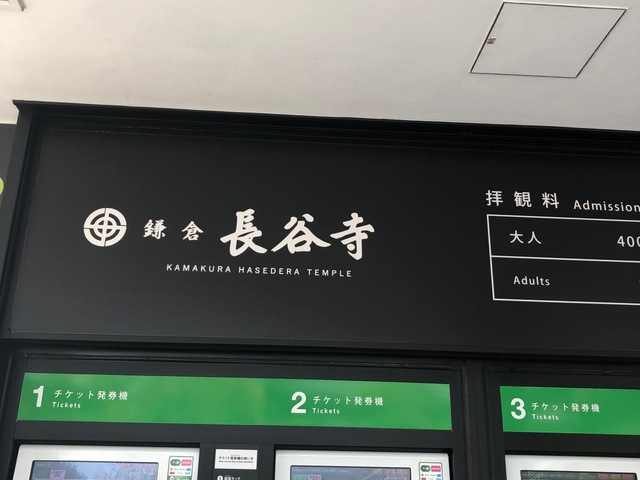 鎌倉 長谷寺
KAMAKURA HASEDERA TEMPLE
拝観料 Admission
大人 400
Adults
1 チケット発券機
Tickets
2 チケット発券機
Tickets
3 チケット発券機
Tickets